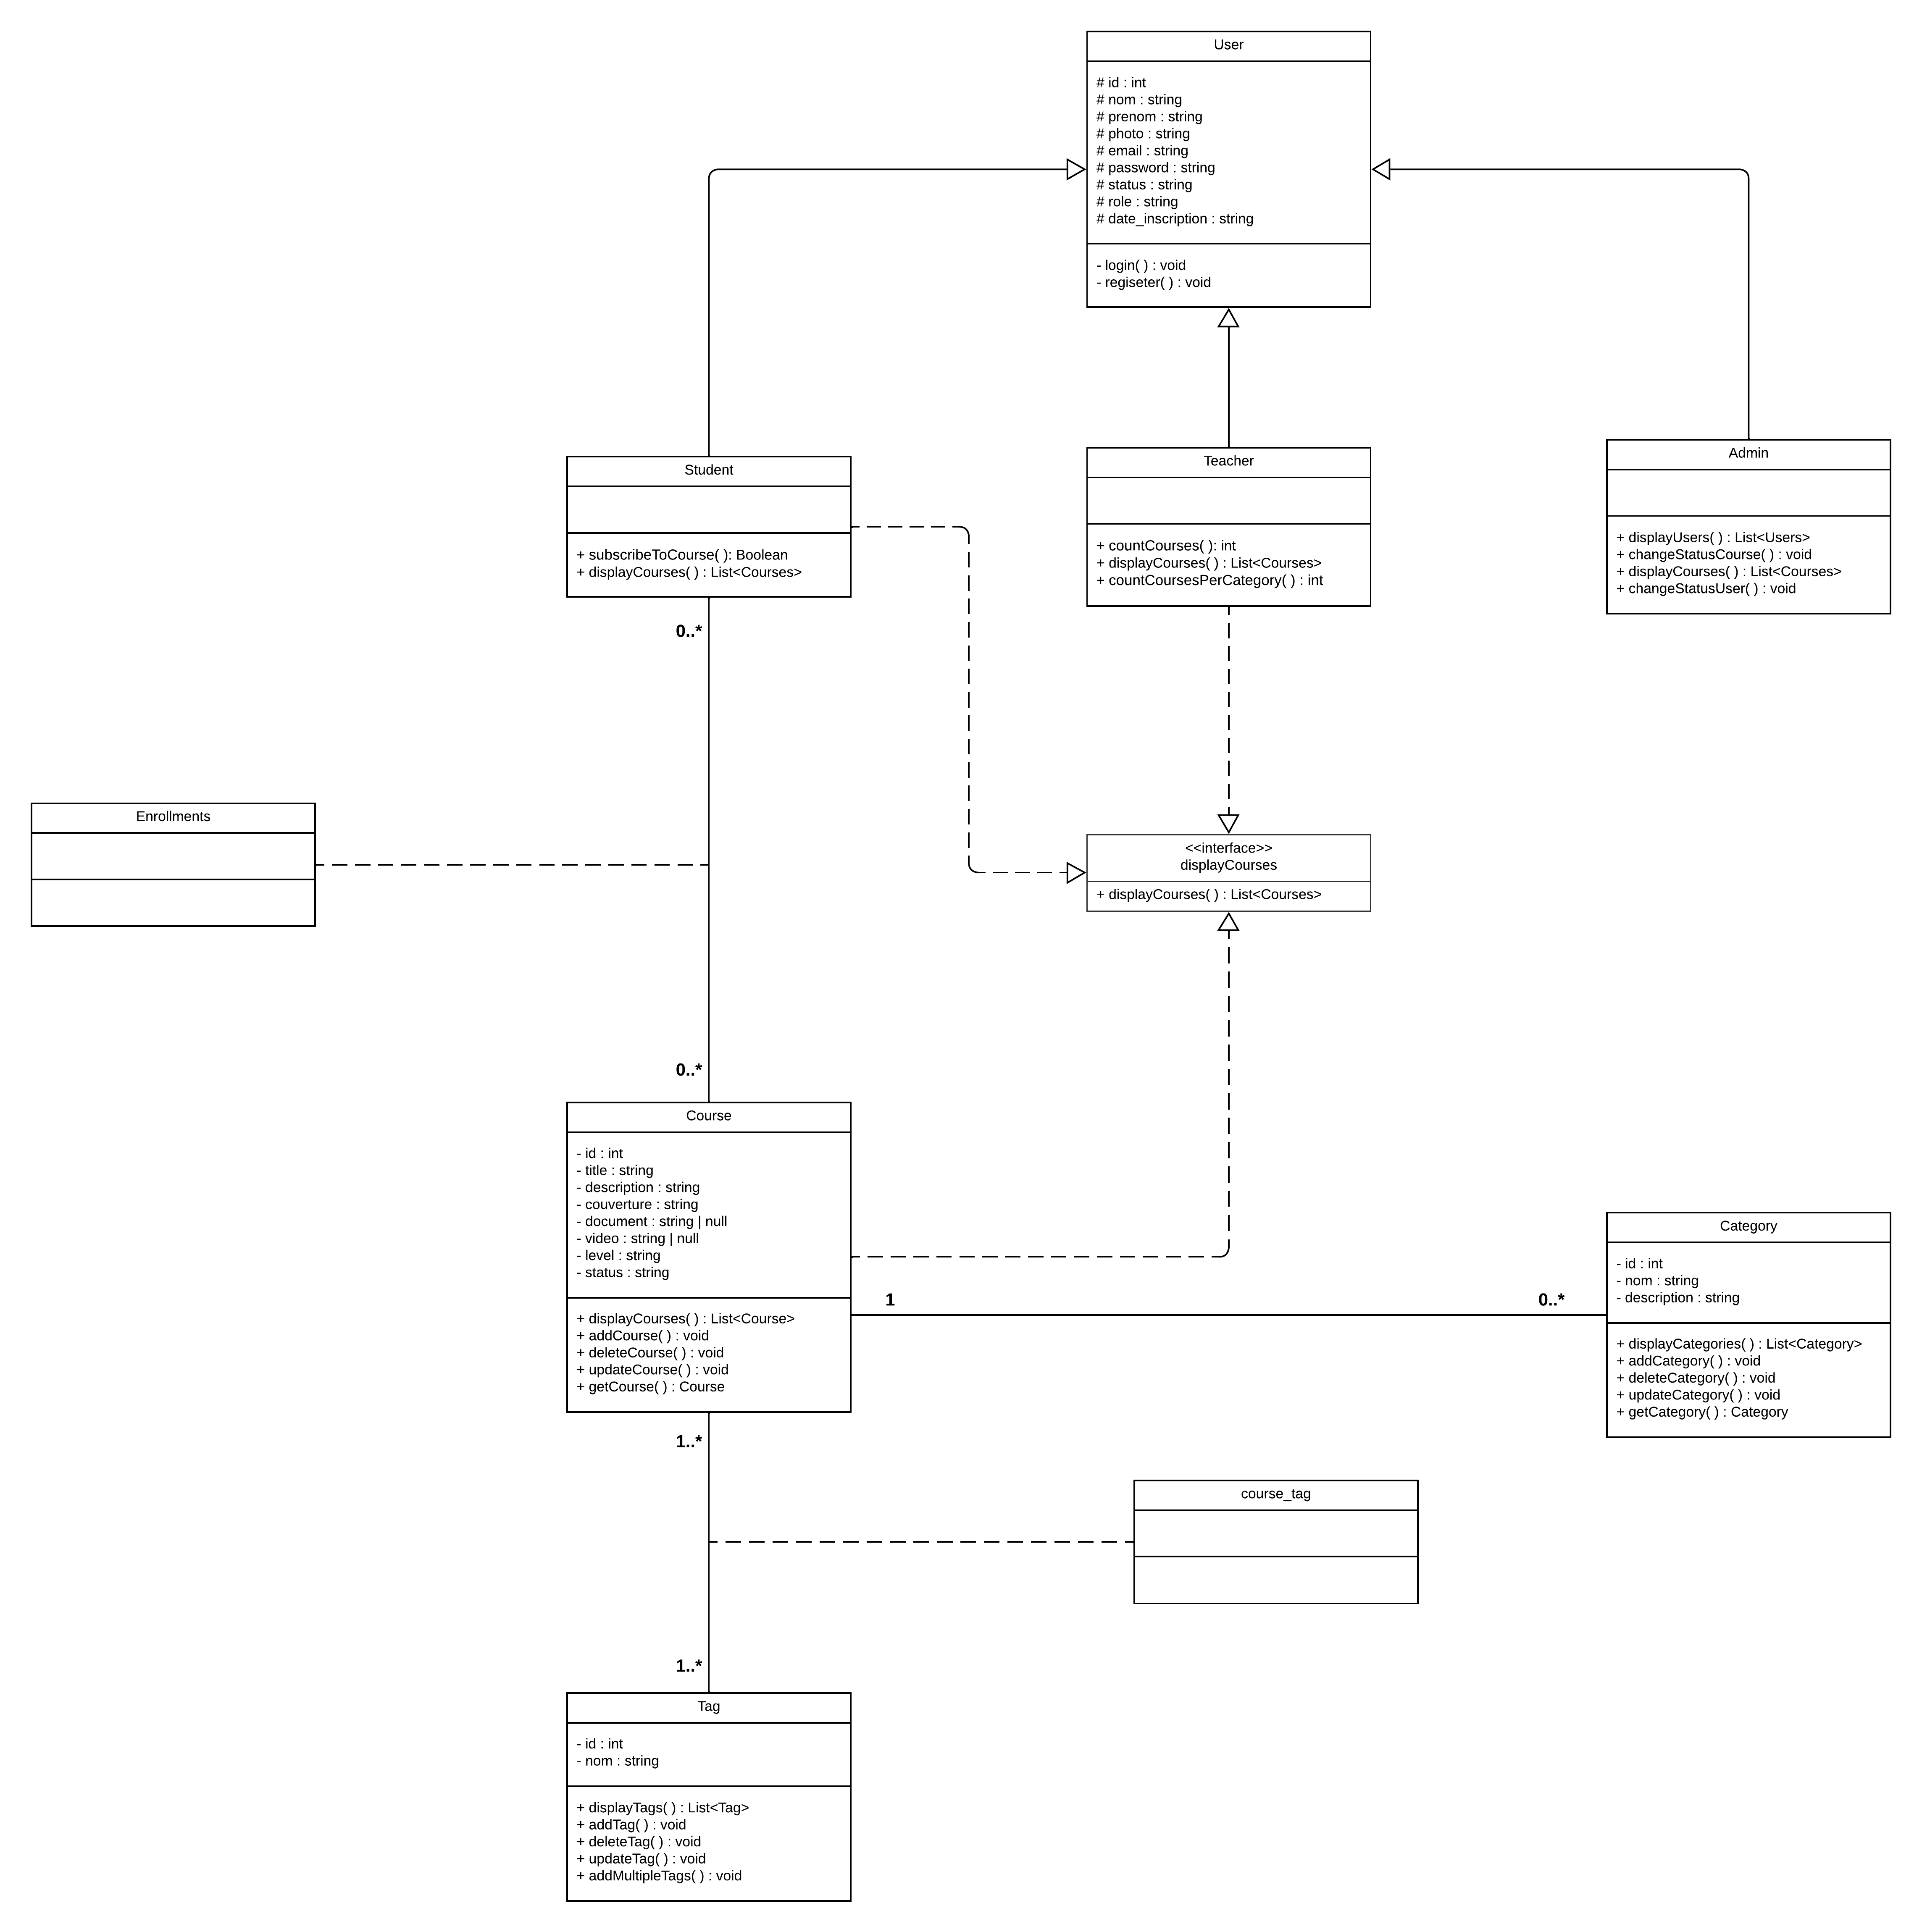 User
# id : int
# nom : string
# prenom : string
# photo : string
# email : string
# password : string
# status : string
# role : string
# date_inscription : string
- login( ) : void
- regiseter( ) : void
Student
+ subscribeToCourse( ): Boolean
+ displayCourses( ) : List<Courses>
0..*
Teacher
+ countCourses( ): int
+ displayCourses( ) : List<Courses>
+ countCoursesPerCategory( ) : int
Admin
+ displayUsers( ) : List<Users>
+ changeStatusCourse( ) : void
+ displayCourses( ) : List<Courses>
+ changeStatusUser( ) : void
Enrollments
<<interface>>
displayCourses
+ displayCourses( ) : List<Courses>
0..*
Course
- id : int
- title : string
- description : string
- couverture : string
- document : string | null
- video : string | null
- level : string
- status : string
+ displayCourses( ) : List<Course>
+ addCourse( ) : void
+ deleteCourse( ) : void
+ updateCourse( ) : void
+ getCourse( ) : Course
1
0..*
Category
- id : int
- nom : string
- description : string
+ displayCategories( ) : List<Category>
+ addCategory( ) : void
+ deleteCategory( ) : void
+ updateCategory( ) : void
+ getCategory( ) : Category
1..*
course_tag
1..*
Tag
- id : int
- nom : string
+ displayTags( ) : List<Tag>
+ addTag( ) : void
+ deleteTag( ) : void
+ updateTag( ) : void
+ addMultipleTags( ) : void